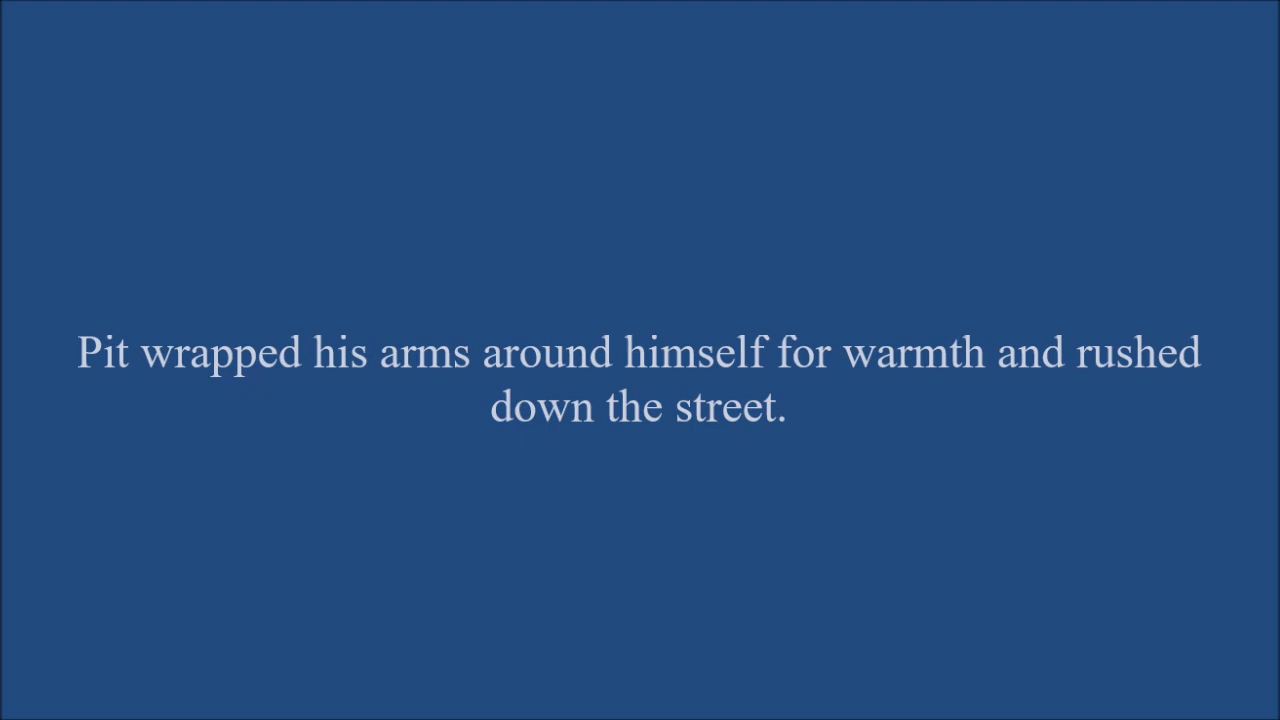 Pit wrapped his arms around himself for warmth and rushed
down the street.